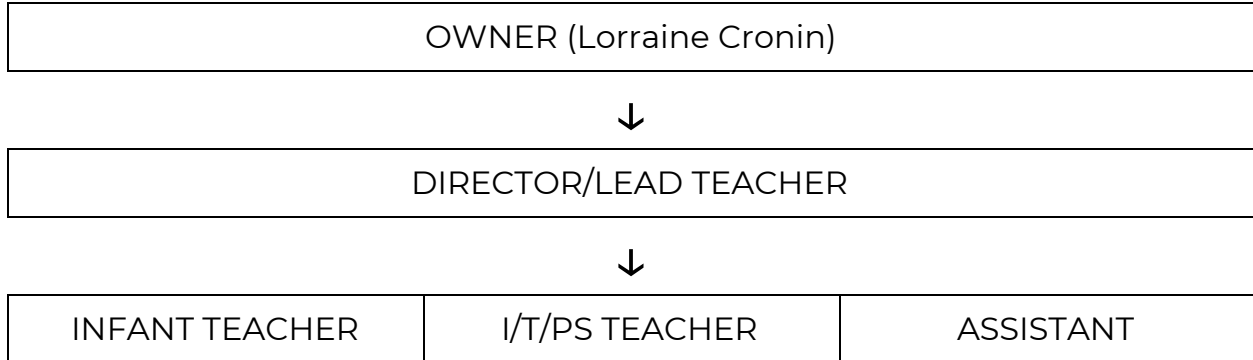 OWNER (Lorraine Cronin)
↓
DIRECTOR/LEAD TEACHER
↓
INFANT TEACHER I/T/PS TEACHER ASSISTANT